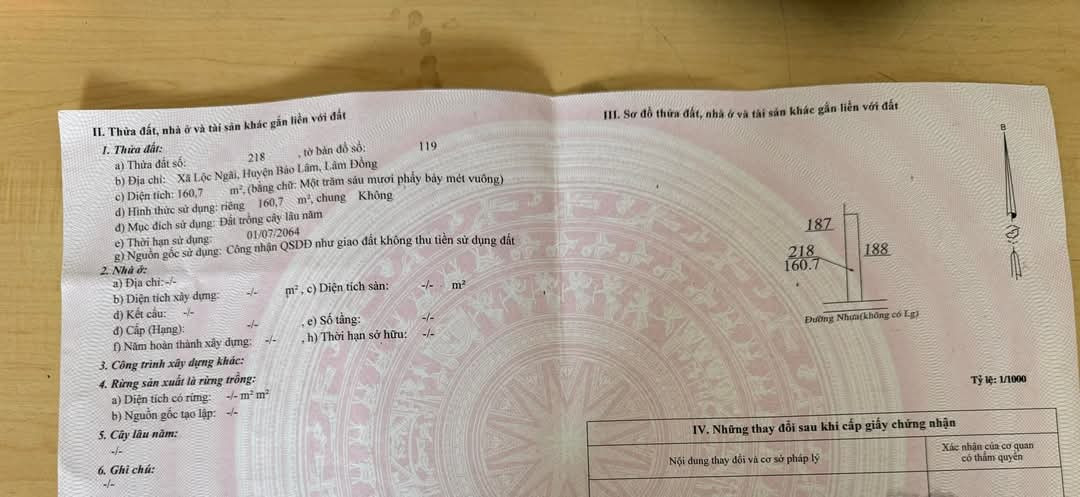 II. Thửa đất, nhà ở và tài sản khác gắn liền với đất
1. Thửa đất:
a) Thửa đất số: 218 , tờ bản đồ số: 119
b) Địa chỉ: Xã Lộc Ngãi, Huyện Bảo Lâm, Lâm Đồng
c) Diện tích: 160,7 m², (bằng chữ: Một trăm sáu mươi phẩy bảy mét vuông)
d) Hình thức sử dụng: riêng 160,7 m², chung Không
đ) Mục đích sử dụng: Đất trồng cây lâu năm
e) Thời hạn sử dụng: 01/07/2064
g) Nguồn gốc sử dụng: Công nhận QSDĐ như giao đất không thu tiền sử dụng đất
2. Nhà ở:
a) Địa chỉ: -/-
b) Diện tích xây dựng: -/- m² , c) Diện tích sàn: -/- m²
d) Kết cấu: -/-
đ) Cấp (Hạng): -/- , e) Số tầng: -/-
f) Năm hoàn thành xây dựng: -/- , h) Thời hạn sở hữu: -/-
3. Công trình xây dựng khác:
4. Rừng sản xuất là rừng trồng:
a) Diện tích có rừng: -/- m² m²
b) Nguồn gốc tạo lập: -/-
5. Cây lâu năm:
-/-
6. Ghi chú:
-/-
III. Sơ đồ thửa đất, nhà ở và tài sản khác gắn liền với đất
B
187
218
160.7
188
Đường Nhựa(không có Lg)
Tỷ lệ: 1/1000
IV. Những thay đổi sau khi cấp giấy chứng nhận
Nội dung thay đổi và cơ sở pháp lý
Xác nhận của cơ quan
có thẩm quyền